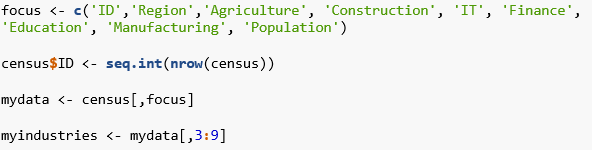 focus <- c('ID','Region','Agriculture', 'Construction', 'IT', 'Finance',
'Education', 'Manufacturing', 'Population')
census$ID <- seq.int(nrow(census))
mydata <- census[,focus]
myindustries <- mydata[,3:9]